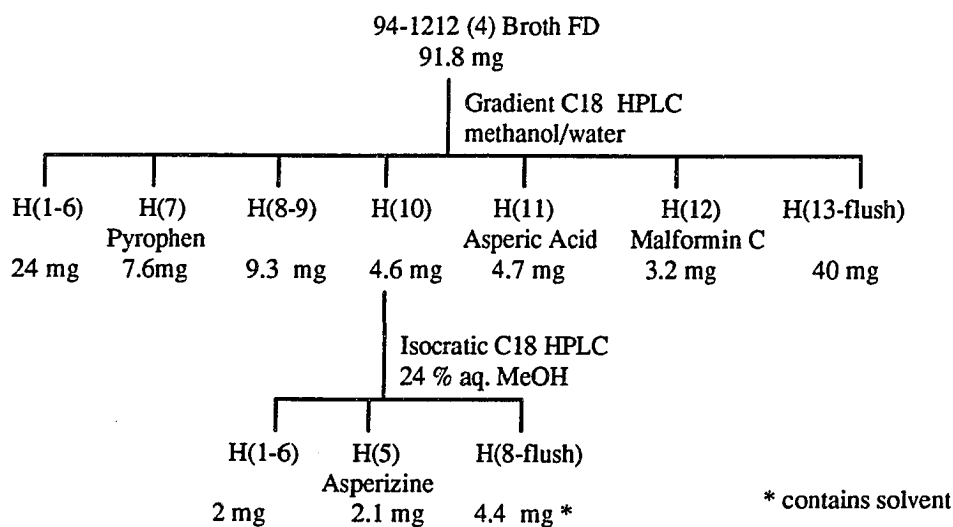 94-1212 (4) Broth FD
91.8 mg
Gradient C18 HPLC
methanol/water
H(1-6) H(7) H(8-9) H(10) H(11) H(12) H(13-flush)
Pyrophen Asperic Acid Malformin C
24 mg 7.6mg 9.3 mg 4.6 mg 4.7 mg 3.2 mg 40 mg
Isocratic C18 HPLC
24 % aq. MeOH
H(1-6) H(5) H(8-flush)
Asperizine
2 mg 2.1 mg 4.4 mg *
* contains solvent